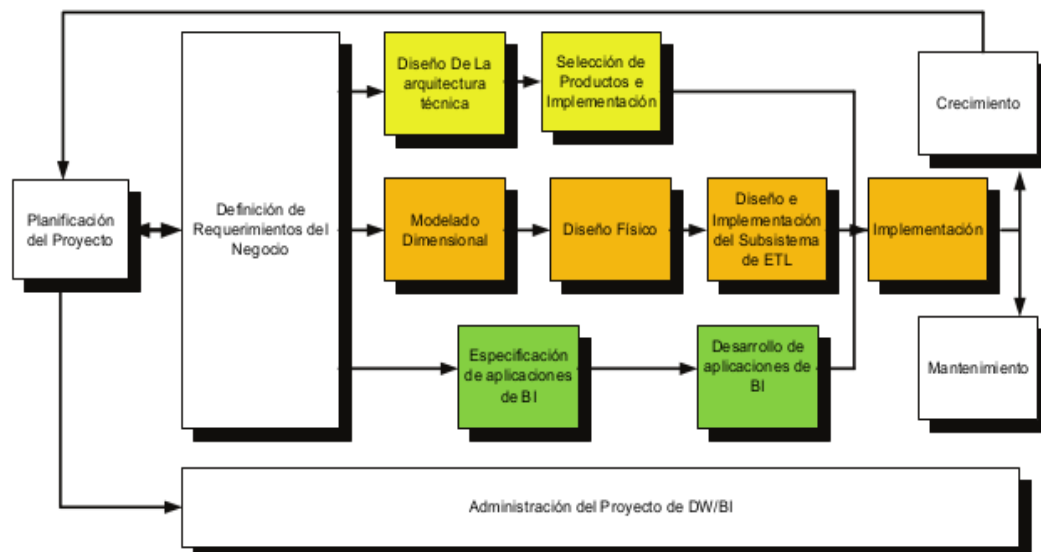 Diseño De La
arquitectura
técnica
Selección de
Productos e
Implementación
Crecimiento
Planificación
del Proyecto
Definición de
Requerimientos del
Negocio
Modelado
Dimensional
Diseño Físico
Diseño e
Implementación
del Subsistema
de ETL
Implementación
Especificación
de aplicaciones
de BI
Desarrollo de
aplicaciones de
BI
Mantenimiento
Administración del Proyecto de DW/BI